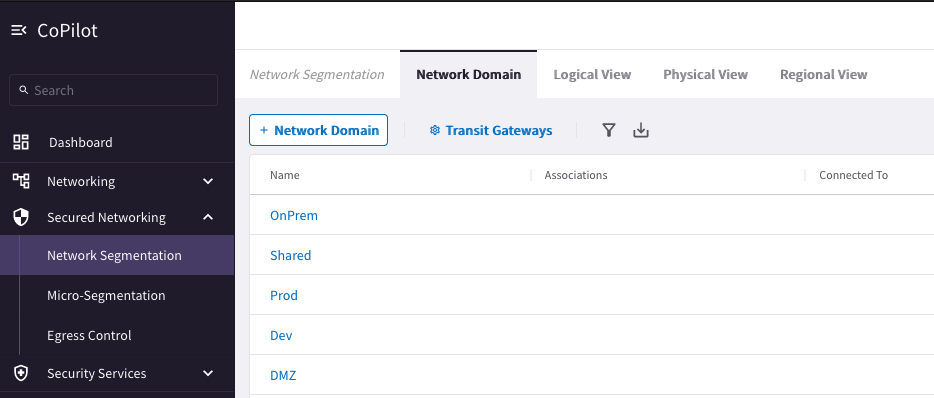 CoPilot
Search
Dashboard
Networking
Secured Networking
Network Segmentation
Micro-Segmentation
Egress Control
Security Services
Network Segmentation Network Domain Logical View Physical View Regional View
+ Network Domain Transit Gateways
Name Associations Connected To
OnPrem
Shared
Prod
Dev
DMZ